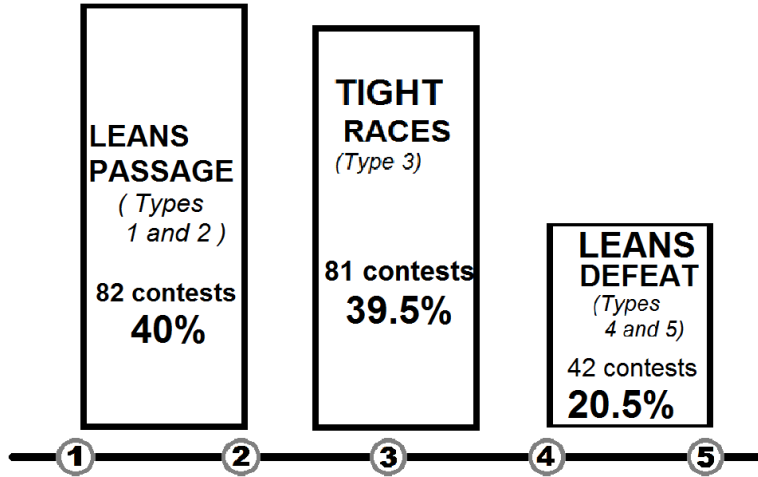 LEANS
PASSAGE
( Types
1 and 2 )
82 contests
40%
TIGHT
RACES
(Type 3)
81 contests
39.5%
LEANS
DEFEAT
(Types
4 and 5)
42 contests
20.5%
1 2 3 4 5